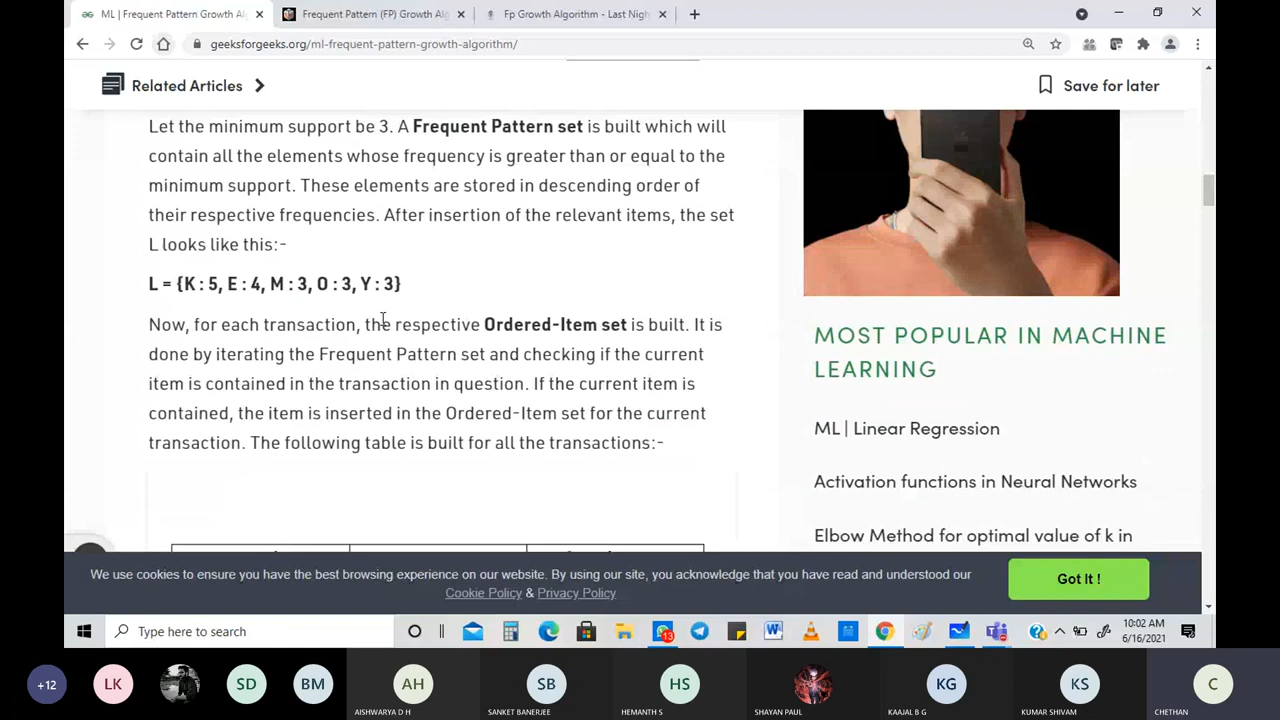 ML | Frequent Pattern Growth Al
Frequent Pattern (FP) Growth Al
Fp Growth Algorithm - Last Nigh
geeksforgeeks.org/ml-frequent-pattern-growth-algorithm/
Related Articles
Save for later
Let the minimum support be 3. A Frequent Pattern set is built which will
contain all the elements whose frequency is greater than or equal to the
minimum support. These elements are stored in descending order of
their respective frequencies. After insertion of the relevant items, the set
L looks like this:-
L = {K : 5, E : 4, M : 3, O : 3, Y : 3}
Now, for each transaction, the respective Ordered-Item set is built. It is
done by iterating the Frequent Pattern set and checking if the current
item is contained in the transaction in question. If the current item is
contained, the item is inserted in the Ordered-Item set for the current
transaction. The following table is built for all the transactions:-
MOST POPULAR IN MACHINE
LEARNING
ML | Linear Regression
Activation functions in Neural Networks
Elbow Method for optimal value of k in
We use cookies to ensure you have the best browsing experience on our website. By using our site, you acknowledge that you have read and understood our
Cookie Policy & Privacy Policy
Got It !
Type here to search
13
10:02 AM
6/16/2021
+12
LK
SD
BM
AH
SB
HS
KG
KS
C
AISHWARYA D H
SANKET BANERJEE
HEMANTH S
SHAYAN PAUL
KAAJAL B G
KUMAR SHIVAM
CHETHAN